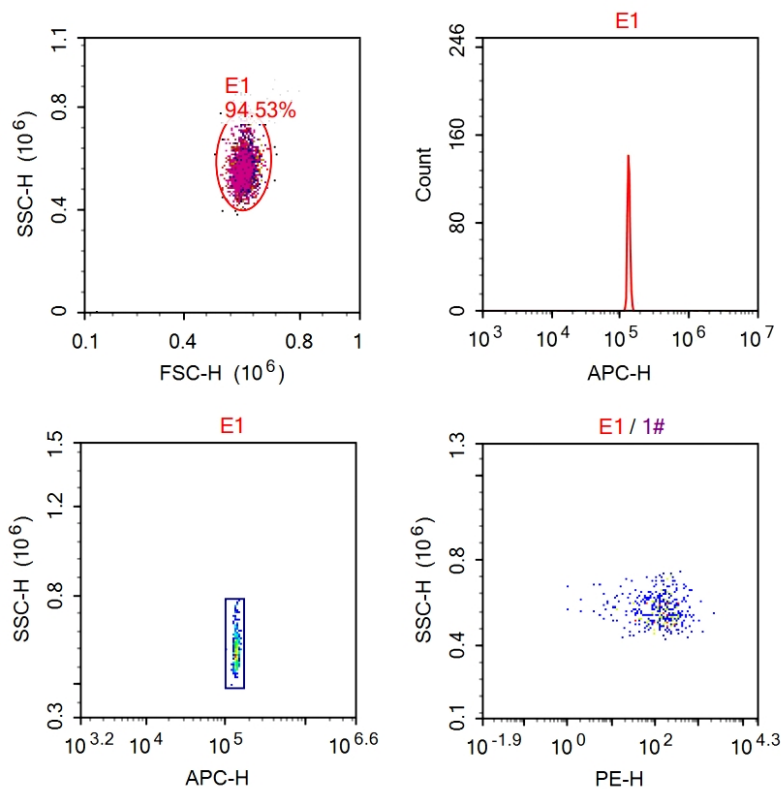 1.1
0.8
0.4
0
SSC-H (10^6)
E1
94.53%
0.1
0.4
0.8
1
FSC-H (10^6)
E1
246
160
80
0
Count
10^3
10^4
10^5
10^6
10^7
APC-H
E1
1.5
1.2
0.8
0.3
SSC-H (10^6)
10^3.2
10^4
10^5
10^6.6
APC-H
E1 / 1#
1.3
0.8
0.4
0.1
SSC-H (10^6)
10^-1.9
10^0
10^2
10^4.3
PE-H